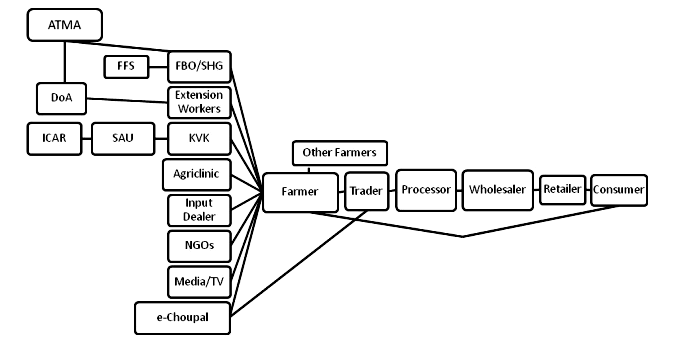 ATMA
FFS
FBO/SHG
DoA
Extension
Workers
ICAR
SAU
KVK
Other Farmers
Agriclinic
Farmer
Trader
Processor
Wholesaler
Retailer
Consumer
Input
Dealer
NGOs
Media/TV
e-Choupal